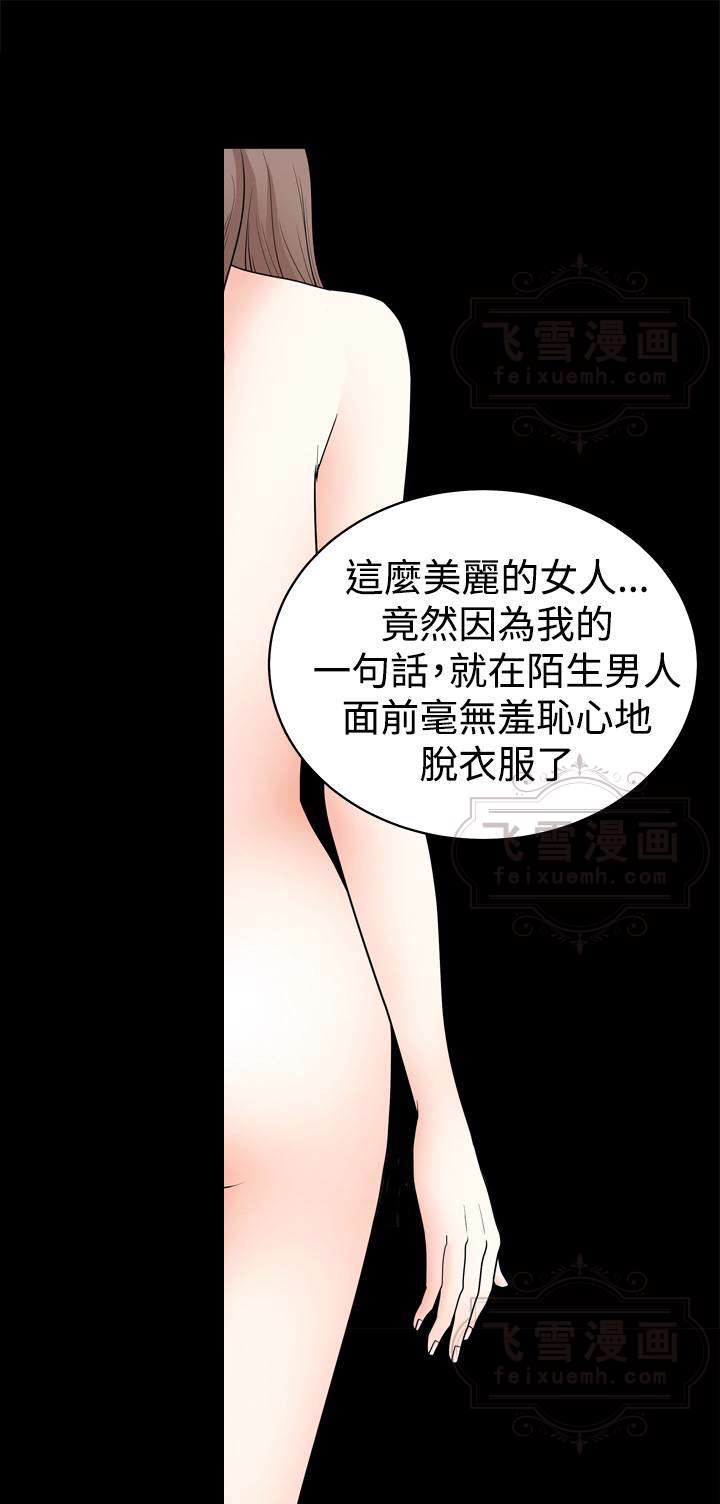 飞雪漫画
feixuemh.com
這麼美麗的女人...
竟然因為我的
一句話,就在陌生男人
面前毫無羞恥心地
脫衣服了
飞雪漫画
feixuemh.com
飞雪漫画
feixuemh.com